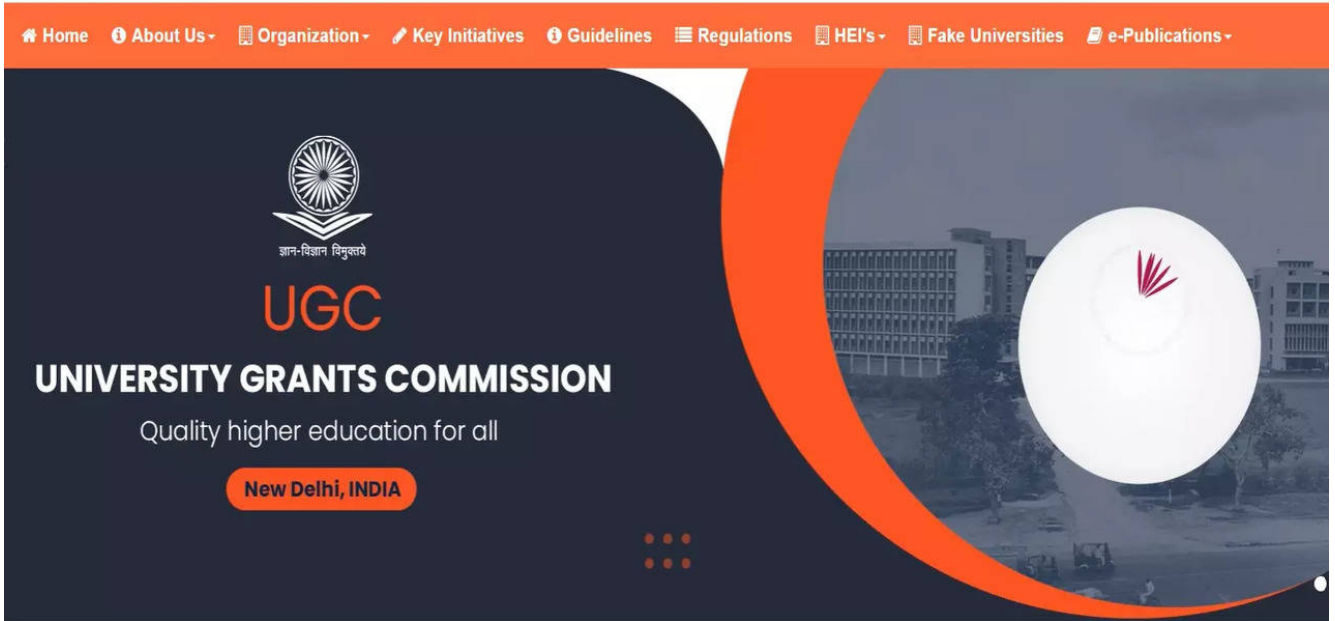 Home About Us Organization Key Initiatives Guidelines Regulations HEI's Fake Universities e-Publications
ज्ञान-विज्ञान विमुक्तये
UGC
UNIVERSITY GRANTS COMMISSION
Quality higher education for all
New Delhi, INDIA